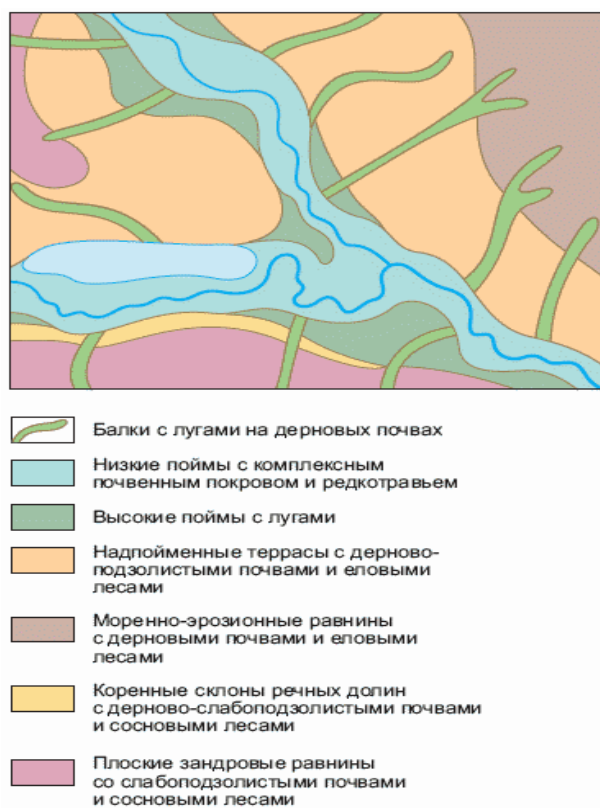 Балки с лугами на дерновых почвах
Низкие поймы с комплексным
почвенным покровом и редкотравьем
Высокие поймы с лугами
Надпойменные террасы с дерново-
подзолистыми почвами и еловыми
лесами
Моренно-эрозионные равнины
с дерновыми почвами и еловыми
лесами
Коренные склоны речных долин
с дерново-слабоподзолистыми почвами
и сосновыми лесами
Плоские зандровые равнины
со слабоподзолистыми почвами
и сосновыми лесами